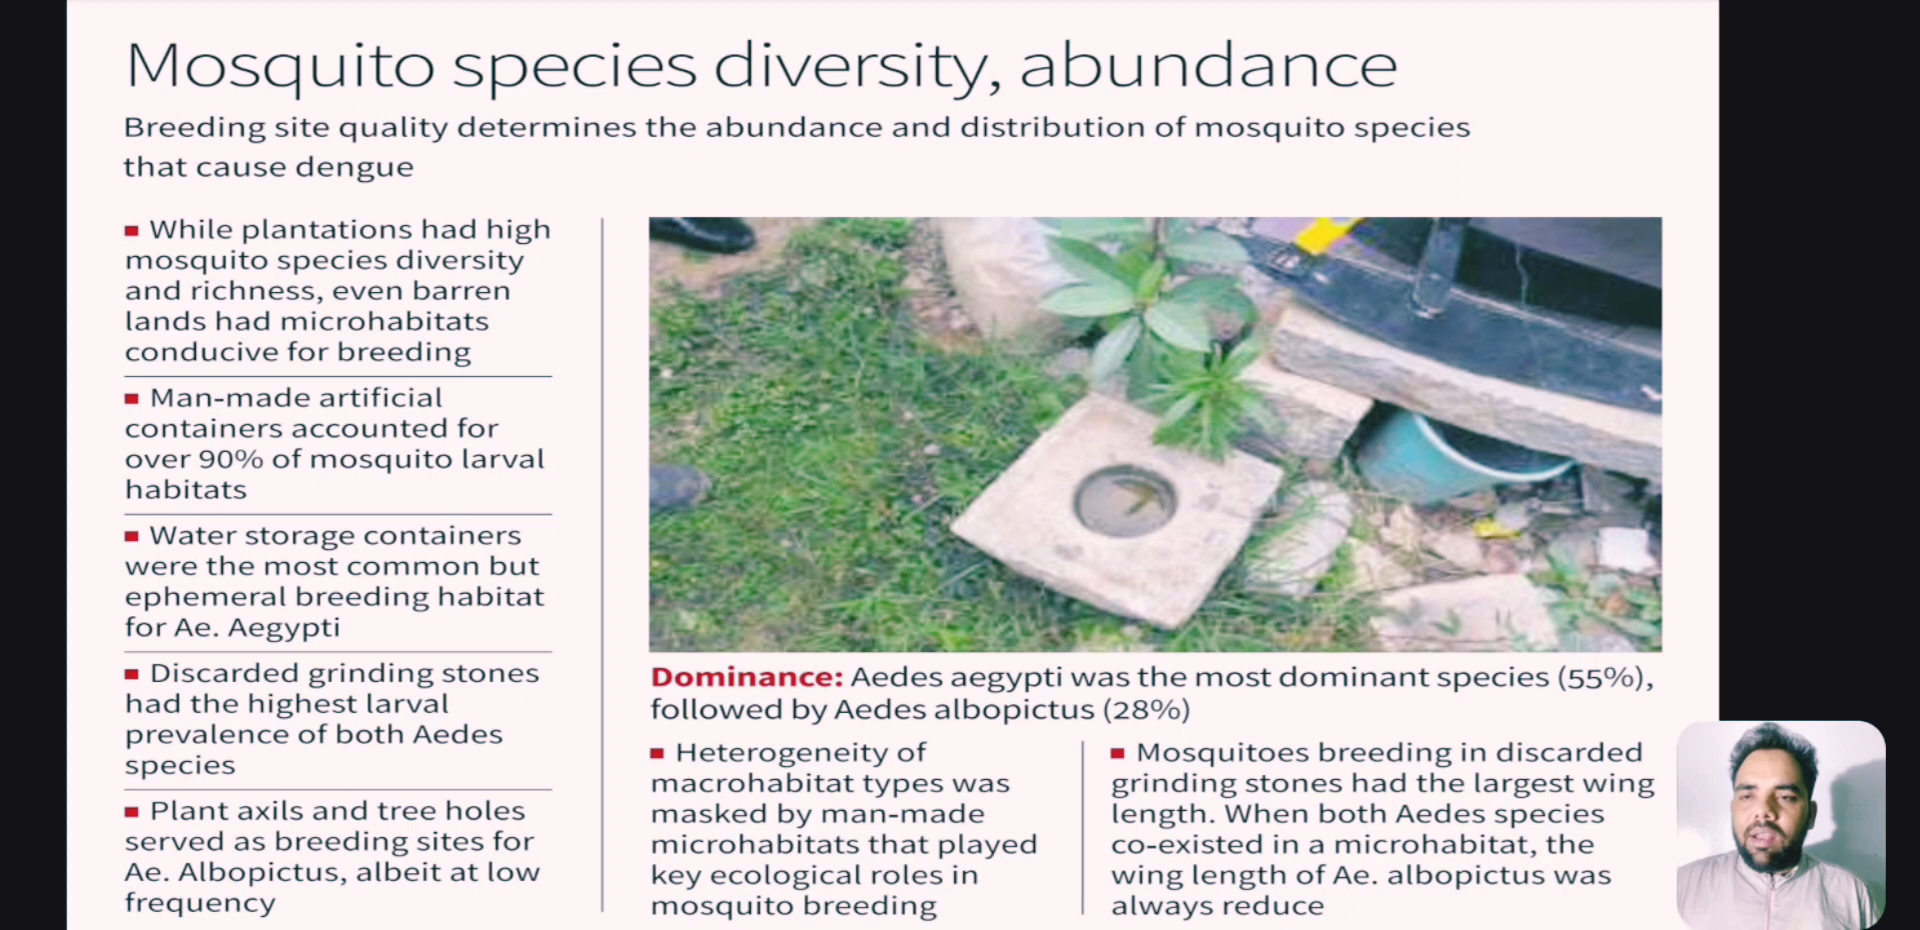 Mosquito species diversity, abundance
Breeding site quality determines the abundance and distribution of mosquito species
that cause dengue
While plantations had high
mosquito species diversity
and richness, even barren
lands had microhabitats
conducive for breeding
Man-made artificial
containers accounted for
over 90% of mosquito larval
habitats
Water storage containers
were the most common but
ephemeral breeding habitat
for Ae. Aegypti
Discarded grinding stones
had the highest larval
prevalence of both Aedes
species
Plant axils and tree holes
served as breeding sites for
Ae. Albopictus, albeit at low
frequency
Dominance: Aedes aegypti was the most dominant species (55%),
followed by Aedes albopictus (28%)
Heterogeneity of
macrohabitat types was
masked by man-made
microhabitats that played
key ecological roles in
mosquito breeding
Mosquitoes breeding in discarded
grinding stones had the largest wing
length. When both Aedes species
co-existed in a microhabitat, the
wing length of Ae. albopictus was
always reduce